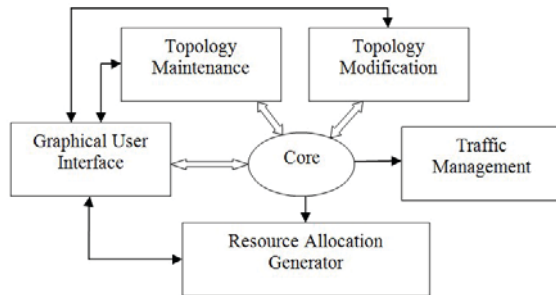 Topology
Maintenance
Topology
Modification
Graphical User
Interface
Core
Traffic
Management
Resource Allocation
Generator